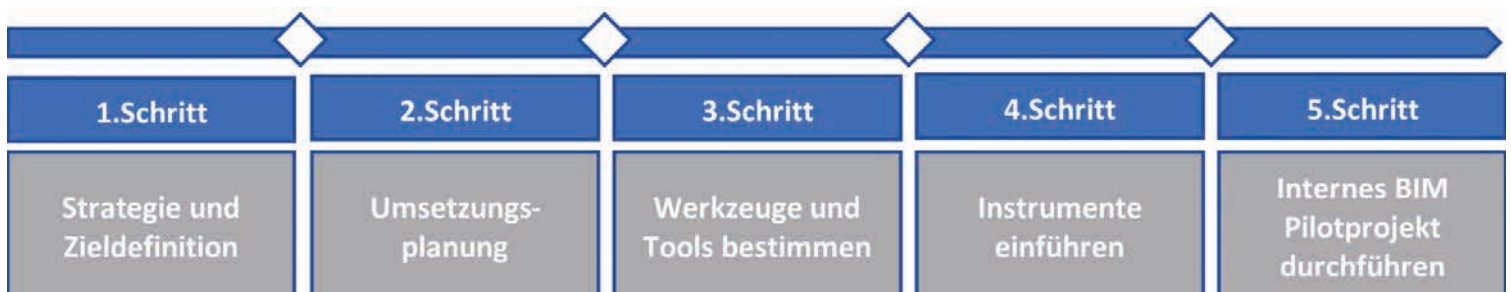 1.Schritt
2.Schritt
3.Schritt
4.Schritt
5.Schritt
Strategie und
Zieldefinition
Umsetzungs-
planung
Werkzeuge und
Tools bestimmen
Instrumente
einführen
Internes BIM
Pilotprojekt
durchführen